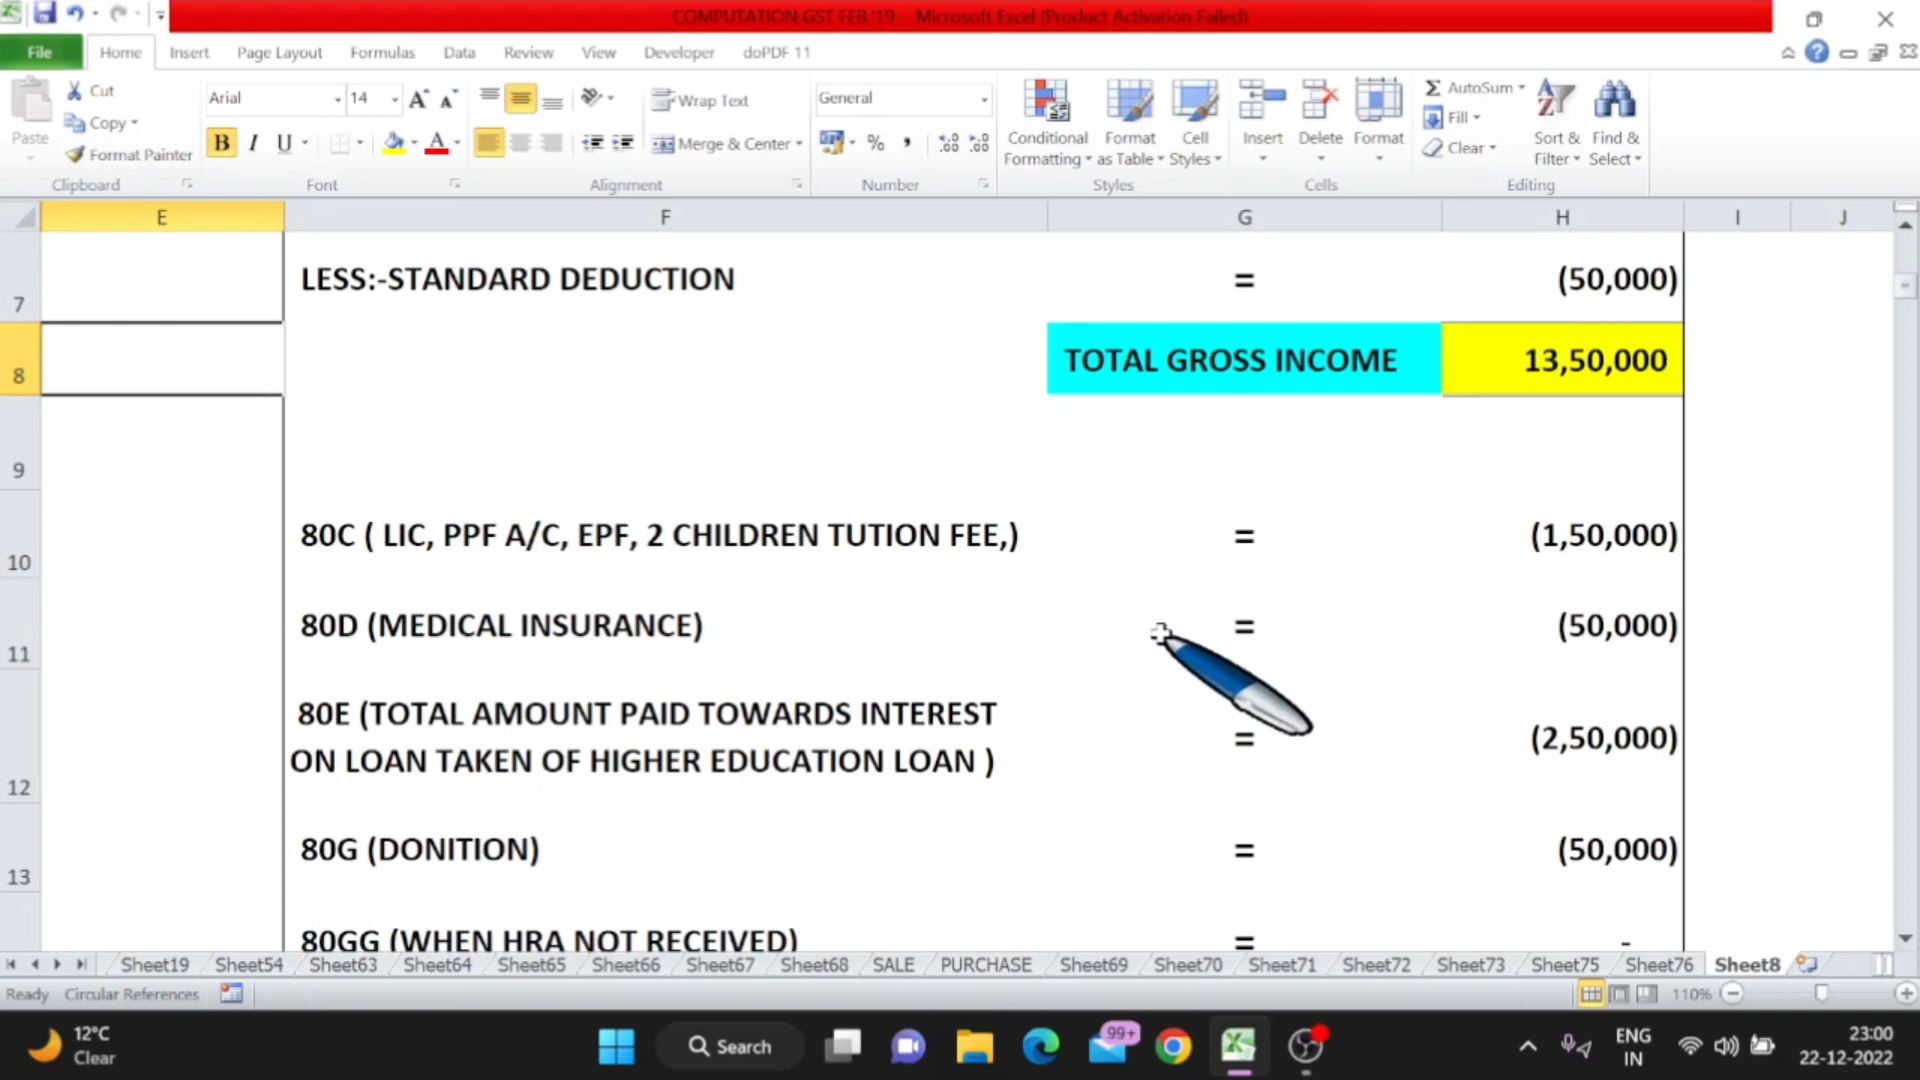 COMPUTATION GST FEB.'19 - Microsoft Excel (Product Activation Failed)
File Home Insert Page Layout Formulas Data Review View Developer doPDF 11
Paste
Cut
Copy
Format Painter
Clipboard
Arial 14
B I U
Font
Wrap Text
Merge & Center
Alignment
General
%
Number
Conditional Formatting
Format as Table
Cell Styles
Styles
Insert Delete Format
Cells
AutoSum
Fill
Clear
Sort & Filter
Find & Select
Editing
E F G H I J
7 LESS:-STANDARD DEDUCTION = (50,000)
8 TOTAL GROSS INCOME 13,50,000
9
10 80C ( LIC, PPF A/C, EPF, 2 CHILDREN TUTION FEE,) = (1,50,000)
11 80D (MEDICAL INSURANCE) = (50,000)
80E (TOTAL AMOUNT PAID TOWARDS INTEREST
12 ON LOAN TAKEN OF HIGHER EDUCATION LOAN ) = (2,50,000)
13 80G (DONITION) = (50,000)
80GG (WHEN HRA NOT RECEIVED) = -
Sheet19 Sheet54 Sheet63 Sheet64 Sheet65 Sheet66 Sheet67 Sheet68 SALE PURCHASE Sheet69 Sheet70 Sheet71 Sheet72 Sheet73 Sheet75 Sheet76 Sheet8
Ready Circular References 110%
12°C
Clear
Search
99+
ENG
IN
23:00
22-12-2022